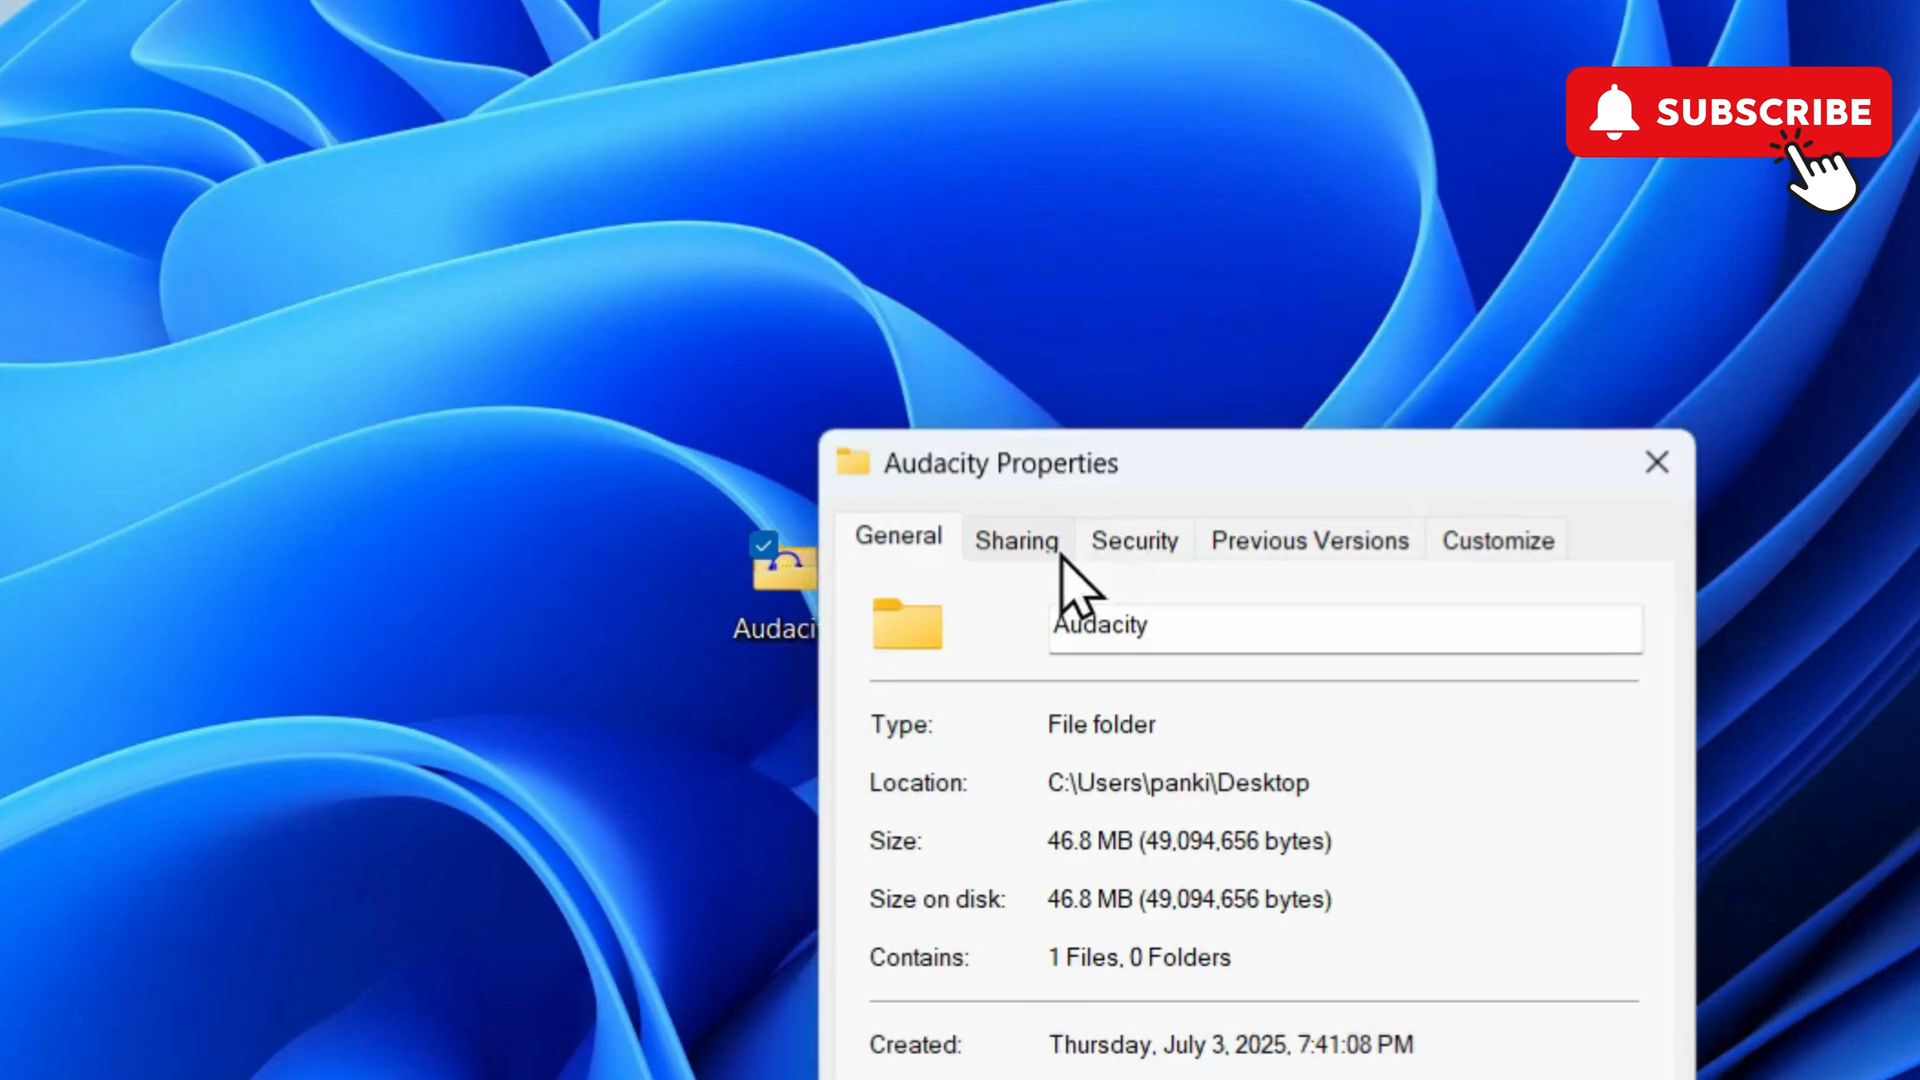 SUBSCRIBE
Audacity Properties
General Sharing Security Previous Versions Customize
Audacity
Audaci
Type: File folder
Location: C:\Users\panki\Desktop
Size: 46.8 MB (49,094,656 bytes)
Size on disk: 46.8 MB (49,094,656 bytes)
Contains: 1 Files, 0 Folders
Created: Thursday, July 3, 2025, 7:41:08 PM